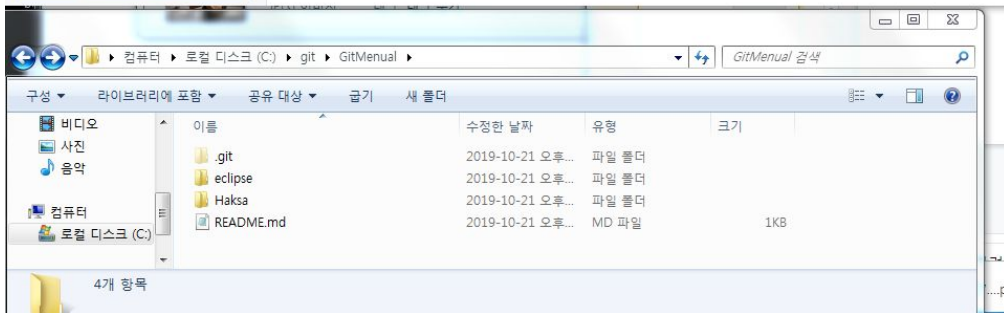 컴퓨터 ▸ 로컬 디스크 (C:) ▸ git ▸ GitMenual ▸
GitMenual 검색
구성 ▾ 라이브러리에 포함 ▾ 공유 대상 ▾ 굽기 새 폴더
비디오
사진
음악
컴퓨터
로컬 디스크 (C:)
이름 수정한 날짜 유형 크기
.git 2019-10-21 오후... 파일 폴더
eclipse 2019-10-21 오후... 파일 폴더
Haksa 2019-10-21 오후... 파일 폴더
README.md 2019-10-21 오후... MD 파일 1KB
4개 항목